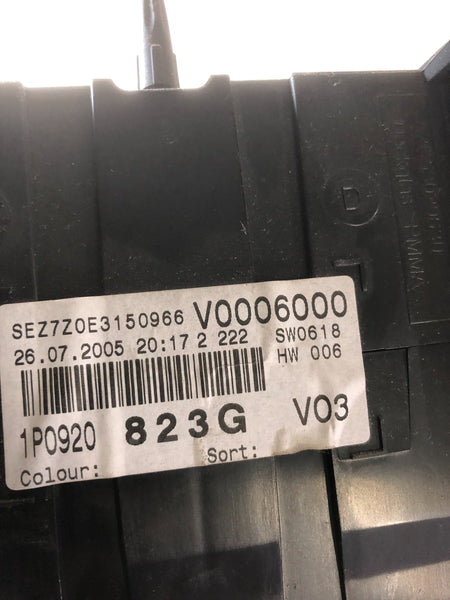 SEZ7Z0E3150966 V0006000
26.07.2005 20:17 2 222 SW0618
HW 006
1P0920 823G V03
Colour: Sort:
D